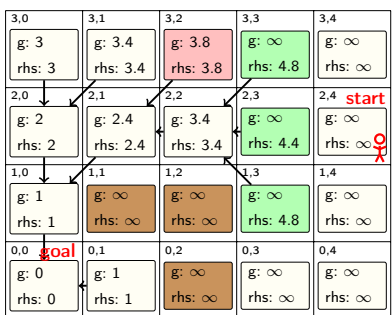 3,0 3,1 3,2 3,3 3,4
g: 3 g: 3.4 g: 3.8 g: ∞ g: ∞
rhs: 3 rhs: 3.4 rhs: 3.8 rhs: 4.8 rhs: ∞
2,0 2,1 2,2 2,3 2,4
start
g: 2 g: 2.4 g: 3.4 g: ∞ g: ∞
rhs: 2 rhs: 2.4 rhs: 3.4 rhs: 4.4 rhs: ∞
1,0 1,1 1,2 1,3 1,4
g: 1 g: ∞ g: ∞ g: ∞ g: ∞
rhs: 1 rhs: ∞ rhs: ∞ rhs: 4.8 rhs: ∞
0,0 goal 0,1 0,2 0,3 0,4
g: 0 g: 1 g: ∞ g: ∞ g: ∞
rhs: 0 rhs: 1 rhs: ∞ rhs: ∞ rhs: ∞